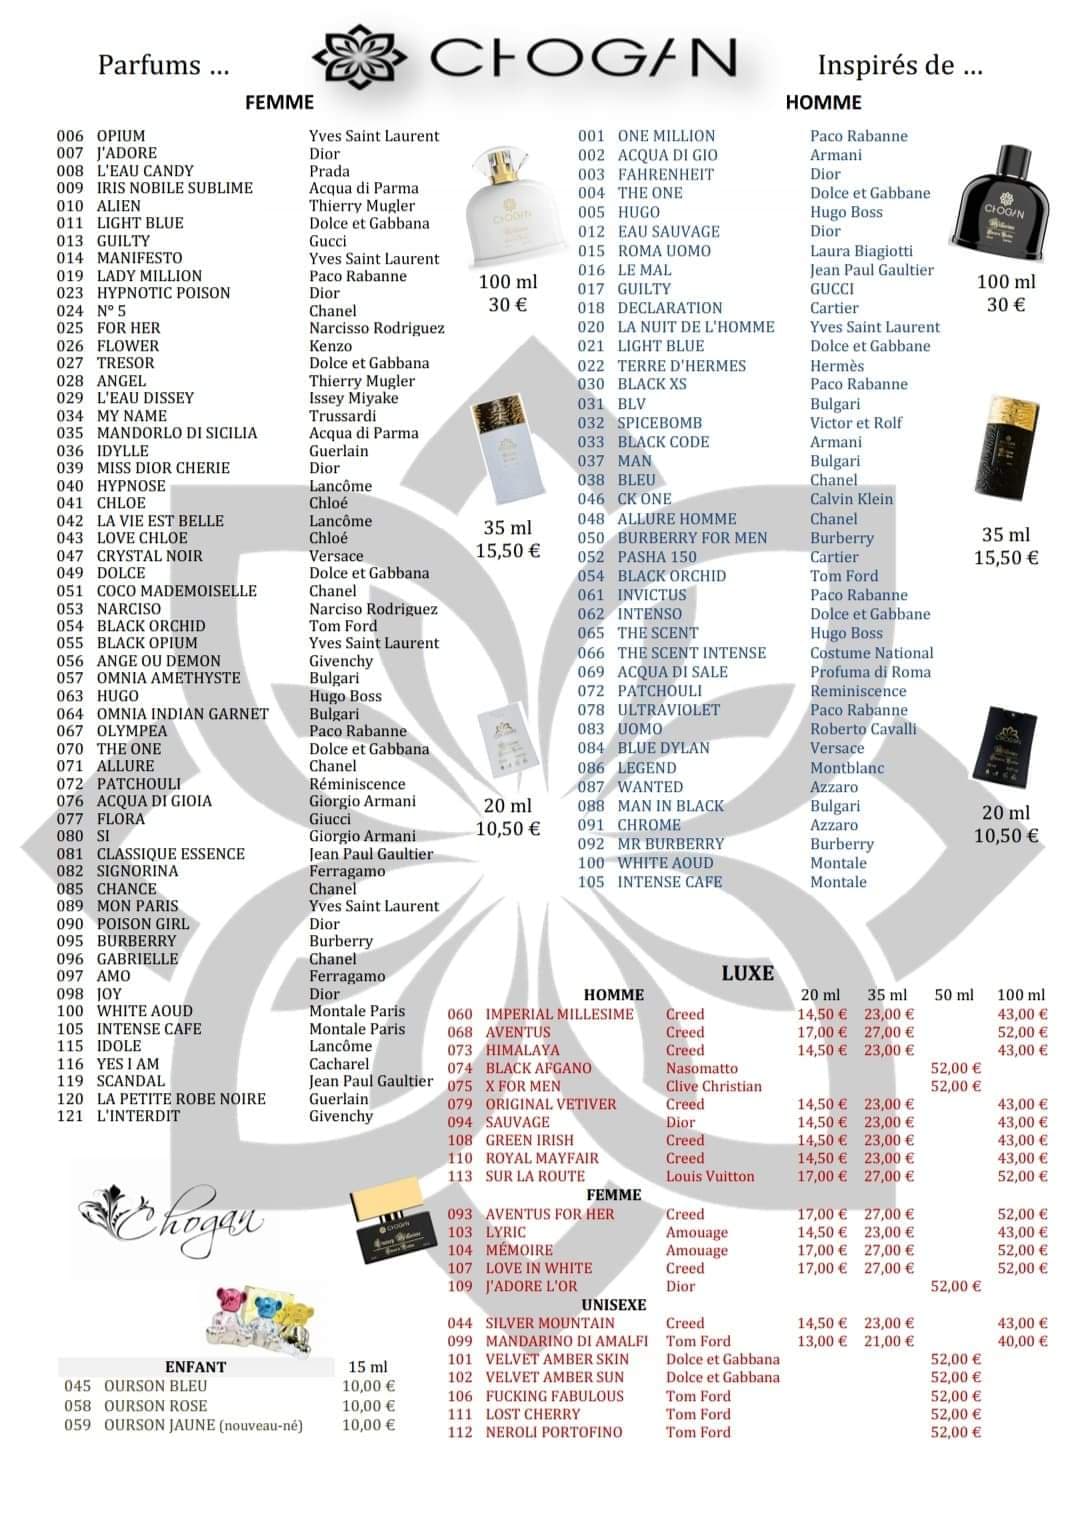 Parfums ...
CHOGAN
Inspirés de ...
FEMME
006 OPIUM Yves Saint Laurent
007 J'ADORE Dior
008 L'EAU CANDY Prada
009 IRIS NOBILE SUBLIME Acqua di Parma
010 ALIEN Thierry Mugler
011 LIGHT BLUE Dolce et Gabbana
013 GUILTY Gucci
014 MANIFESTO Yves Saint Laurent
019 LADY MILLION Paco Rabanne
023 HYPNOTIC POISON Dior
024 N° 5 Chanel
025 FOR HER Narcisso Rodriguez
026 FLOWER Kenzo
027 TRESOR Dolce et Gabbana
028 ANGEL Thierry Mugler
029 L'EAU DISSEY Issey Miyake
034 MY NAME Trussardi
035 MANDORLO DI SICILIA Acqua di Parma
036 IDYLLE Guerlain
039 MISS DIOR CHERIE Dior
040 HYPNOSE Lancôme
041 CHLOE Chloé
042 LA VIE EST BELLE Lancôme
043 LOVE CHLOE Chloé
047 CRYSTAL NOIR Versace
049 DOLCE Dolce et Gabbana
051 COCO MADEMOISELLE Chanel
053 NARCISO Narciso Rodriguez
054 BLACK ORCHID Tom Ford
055 BLACK OPIUM Yves Saint Laurent
056 ANGE OU DEMON Givenchy
057 OMNIA AMETHYSTE Bulgari
063 HUGO Hugo Boss
064 OMNIA INDIAN GARNET Bulgari
067 OLYMPEA Paco Rabanne
070 THE ONE Dolce et Gabbana
071 ALLURE Chanel
072 PATCHOULI Réminiscence
076 ACQUA DI GIOIA Giorgio Armani
077 FLORA Giucci
080 SI Giorgio Armani
081 CLASSIQUE ESSENCE Jean Paul Gaultier
082 SIGNORINA Ferragamo
085 CHANCE Chanel
089 MON PARIS Yves Saint Laurent
090 POISON GIRL Dior
095 BURBERRY Burberry
096 GABRIELLE Chanel
097 AMO Ferragamo
098 JOY Dior
100 WHITE AOUD Montale Paris
105 INTENSE CAFE Montale Paris
115 IDOLE Lancôme
116 YES I AM Cacharel
119 SCANDAL Jean Paul Gaultier
120 LA PETITE ROBE NOIRE Guerlain
121 L'INTERDIT Givenchy
CHOGAN
100 ml
30 €
35 ml
15,50 €
20 ml
10,50 €
HOMME
001 ONE MILLION Paco Rabanne
002 ACQUA DI GIO Armani
003 FAHRENHEIT Dior
004 THE ONE Dolce et Gabbane
005 HUGO Hugo Boss
012 EAU SAUVAGE Dior
015 ROMA UOMO Laura Biagiotti
016 LE MAL Jean Paul Gaultier
017 GUILTY GUCCI
018 DECLARATION Cartier
020 LA NUIT DE L'HOMME Yves Saint Laurent
021 LIGHT BLUE Dolce et Gabbane
022 TERRE D'HERMES Hermès
030 BLACK XS Paco Rabanne
031 BLV Bulgari
032 SPICEBOMB Victor et Rolf
033 BLACK CODE Armani
037 MAN Bulgari
038 BLEU Chanel
046 CK ONE Calvin Klein
048 ALLURE HOMME Chanel
050 BURBERRY FOR MEN Burberry
052 PASHA 150 Cartier
054 BLACK ORCHID Tom Ford
061 INVICTUS Paco Rabanne
062 INTENSO Dolce et Gabbane
065 THE SCENT Hugo Boss
066 THE SCENT INTENSE Costume National
069 ACQUA DI SALE Profuma di Roma
072 PATCHOULI Reminiscence
078 ULTRAVIOLET Paco Rabanne
083 UOMO Roberto Cavalli
084 BLUE DYLAN Versace
086 LEGEND Montblanc
087 WANTED Azzaro
088 MAN IN BLACK Bulgari
091 CHROME Azzaro
092 MR BURBERRY Burberry
100 WHITE AOUD Montale
105 INTENSE CAFE Montale
CHOGAN
100 ml
30 €
35 ml
15,50 €
CHOGAN
20 ml
10,50 €
LUXE
HOMME 20 ml 35 ml 50 ml 100 ml
060 IMPERIAL MILLESIME Creed 14,50 € 23,00 € 43,00 €
068 AVENTUS Creed 17,00 € 27,00 € 52,00 €
073 HIMALAYA Creed 14,50 € 23,00 € 43,00 €
074 BLACK AFGANO Nasomatto 52,00 €
075 X FOR MEN Clive Christian 52,00 €
079 ORIGINAL VETIVER Creed 14,50 € 23,00 € 43,00 €
094 SAUVAGE Dior 14,50 € 23,00 € 43,00 €
108 GREEN IRISH Creed 14,50 € 23,00 € 43,00 €
110 ROYAL MAYFAIR Creed 14,50 € 23,00 € 43,00 €
113 SUR LA ROUTE Louis Vuitton 17,00 € 27,00 € 52,00 €
FEMME
093 AVENTUS FOR HER Creed 17,00 € 27,00 € 52,00 €
103 LYRIC Amouage 14,50 € 23,00 € 43,00 €
104 MÉMOIRE Amouage 17,00 € 27,00 € 52,00 €
107 LOVE IN WHITE Creed 17,00 € 27,00 € 52,00 €
109 J'ADORE L'OR Dior 52,00 €
UNISEXE
044 SILVER MOUNTAIN Creed 14,50 € 23,00 € 43,00 €
099 MANDARINO DI AMALFI Tom Ford 13,00 € 21,00 € 40,00 €
101 VELVET AMBER SKIN Dolce et Gabbana 52,00 €
102 VELVET AMBER SUN Dolce et Gabbana 52,00 €
106 FUCKING FABULOUS Tom Ford 52,00 €
111 LOST CHERRY Tom Ford 52,00 €
112 NEROLI PORTOFINO Tom Ford 52,00 €
Chogan
CHOGAN
ENFANT 15 ml
045 OURSON BLEU 10,00 €
058 OURSON ROSE 10,00 €
059 OURSON JAUNE (nouveau-né) 10,00 €